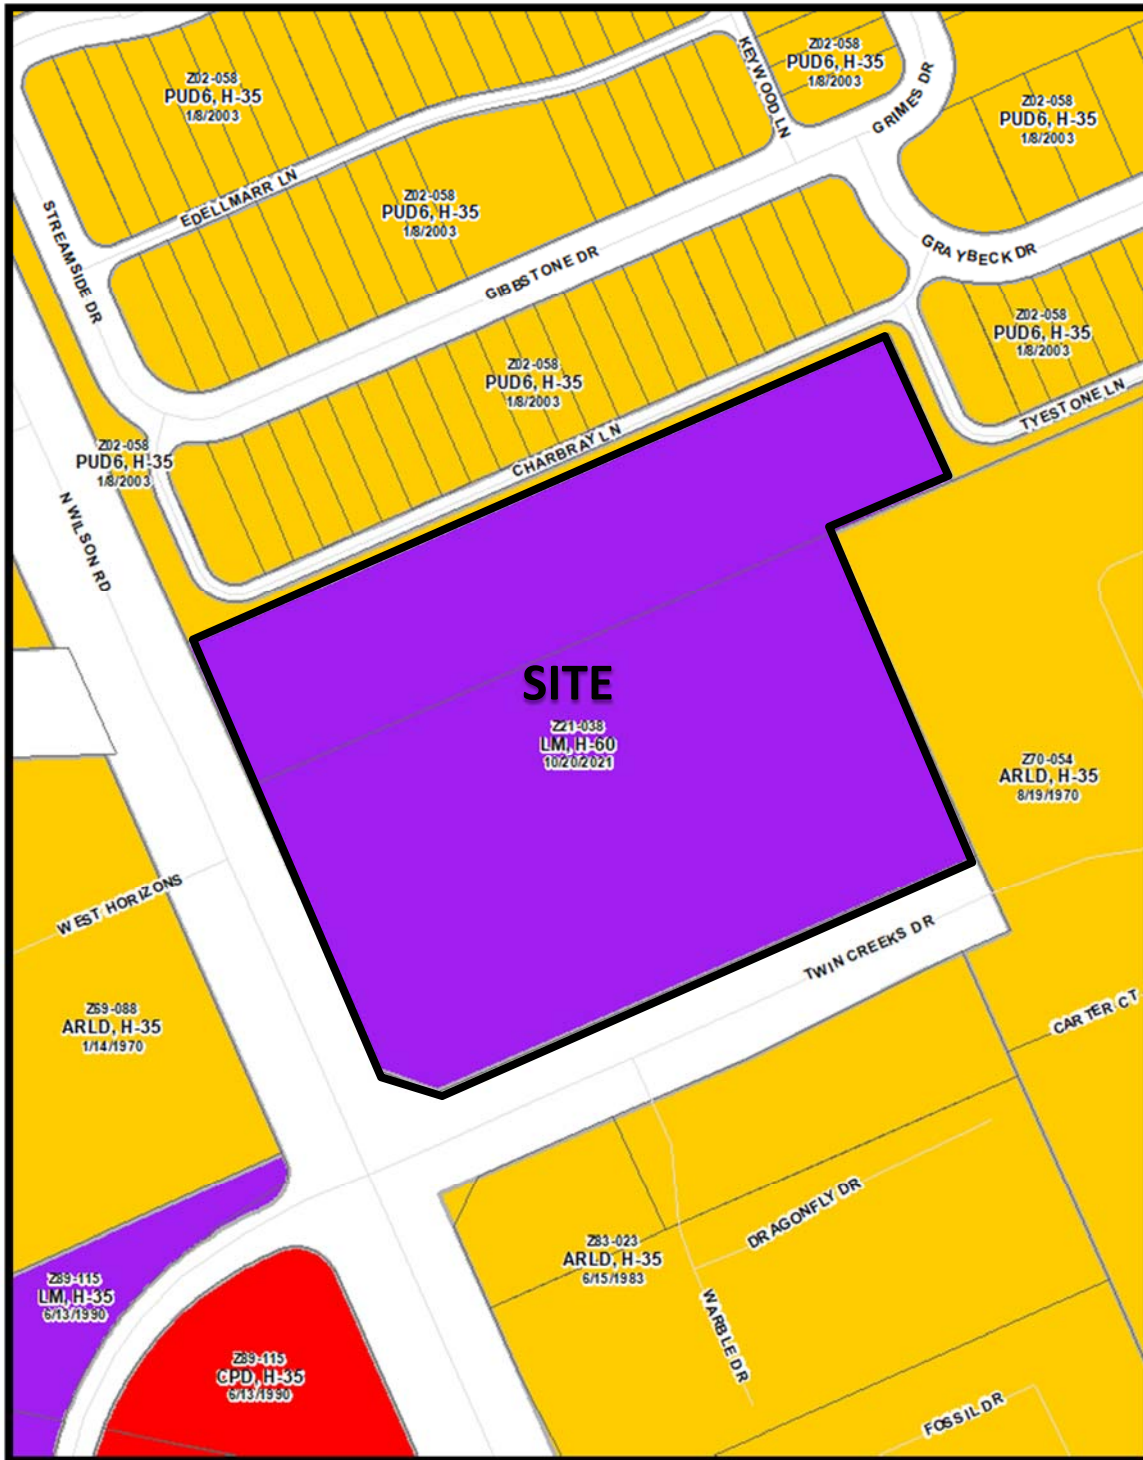 Z02-058
PUD6, H-35
1/8/2003
KEYWOOD LN
Z02-058
PUD6, H-35
1/8/2003
GRIMES DR
Z02-058
PUD6, H-35
1/8/2003
EDELLMARR LN
STREAMSIDE DR
Z02-058
PUD6, H-35
1/8/2003
GIBBSTONE DR
GRAYBECK DR
Z02-058
PUD6, H-35
1/8/2003
Z02-058
PUD6, H-35
1/8/2003
TYESTONE LN
CHARBRAY LN
Z02-058
PUD6, H-35
1/8/2003
N WILSON RD
SITE
Z21-038
LM, H-60
10/20/2021
Z70-054
ARLD, H-35
8/19/1970
WEST HORIZONS
TWIN CREEKS DR
Z69-088
ARLD, H-35
1/14/1970
CARTER CT
DRAGONFLY DR
Z83-023
ARLD, H-35
6/15/1983
Z89-115
LM, H-35
6/13/1990
WARBLE DR
Z89-115
CPD, H-35
6/13/1990
FOSSIL DR